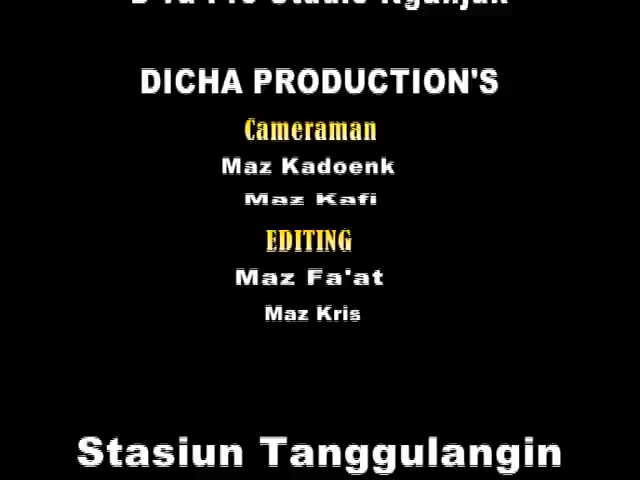 DICHA PRODUCTION'S
Cameraman
Maz Kadoenk
Maz Kafi
EDITING
Maz Fa'at
Maz Kris
Stasiun Tanggulangin